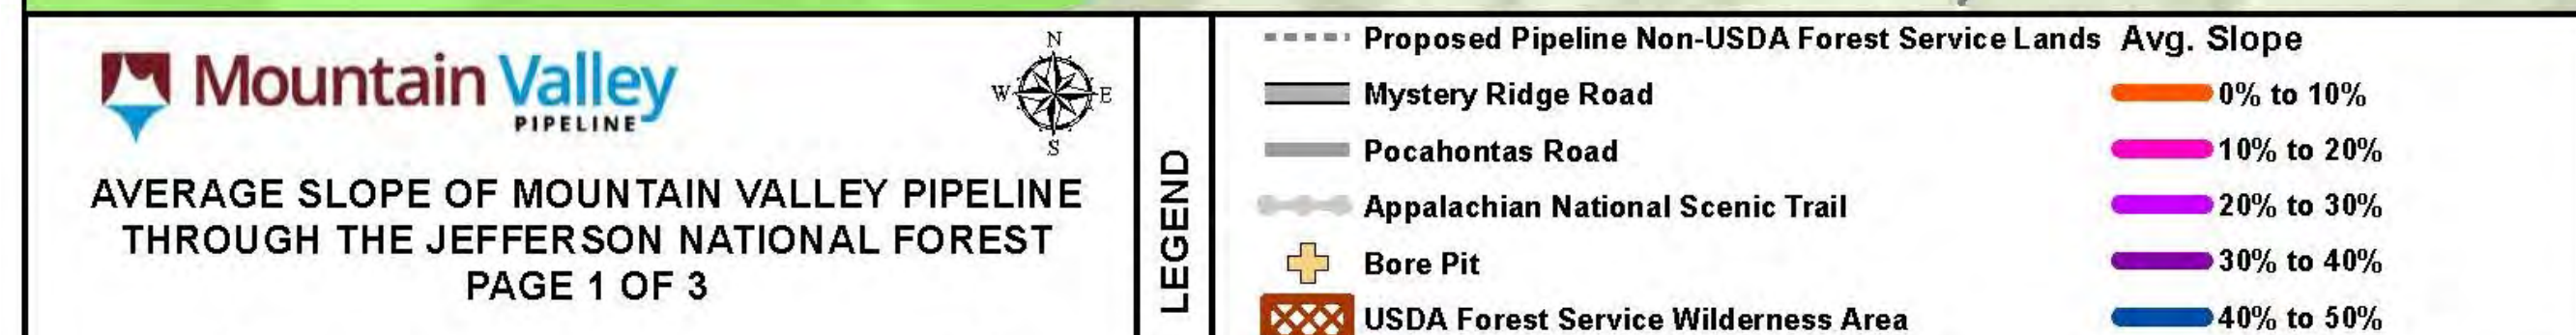 Mountain Valley
PIPELINE
N
W E
S
AVERAGE SLOPE OF MOUNTAIN VALLEY PIPELINE
THROUGH THE JEFFERSON NATIONAL FOREST
PAGE 1 OF 3
LEGEND
Proposed Pipeline Non-USDA Forest Service Lands
Mystery Ridge Road
Pocahontas Road
Appalachian National Scenic Trail
Bore Pit
USDA Forest Service Wilderness Area
Avg. Slope
0% to 10%
10% to 20%
20% to 30%
30% to 40%
40% to 50%